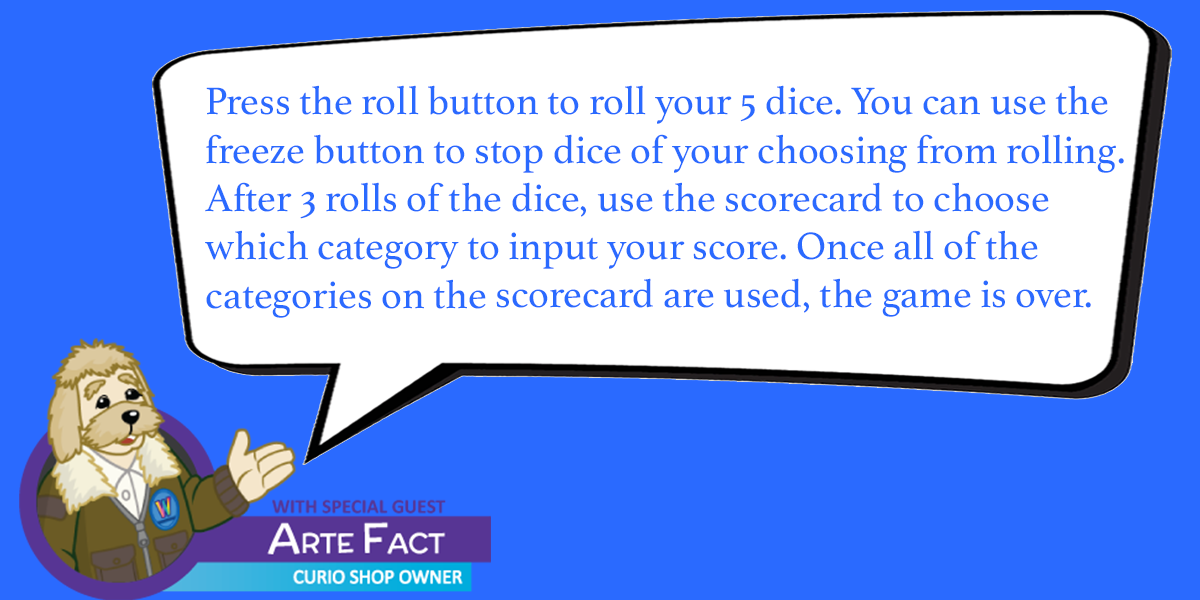 Press the roll button to roll your 5 dice. You can use the
freeze button to stop dice of your choosing from rolling.
After 3 rolls of the dice, use the scorecard to choose
which category to input your score. Once all of the
categories on the scorecard are used, the game is over.
W
WITH SPECIAL GUEST
ARTE FACT
CURIO SHOP OWNER